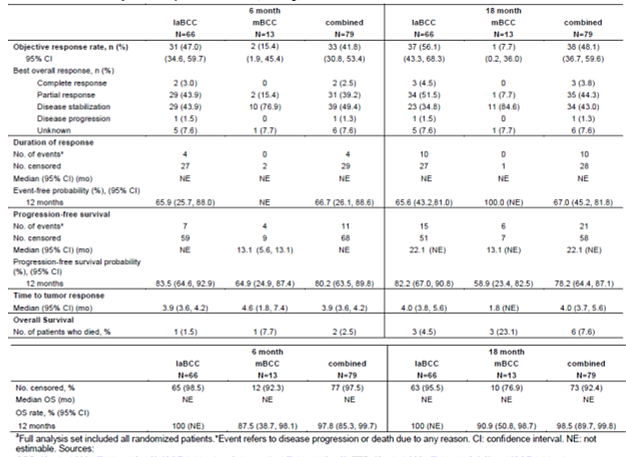 6 month 18 month
laBCC mBCC combined laBCC mBCC combined
N=66 N=13 N=79 N=66 N=13 N=79
Objective response rate, n (%) 31 (47.0) 2 (15.4) 33 (41.8) 37 (56.1) 1 (7.7) 38 (48.1)
95% CI (34.6, 59.7) (1.9, 45.4) (30.8, 53.4) (43.3, 68.3) (0.2, 36.0) (36.7, 59.6)
Best overall response, n (%)
Complete response 2 (3.0) 0 2 (2.5) 3 (4.5) 0 3 (3.8)
Partial response 29 (43.9) 2 (15.4) 31 (39.2) 34 (51.5) 1 (7.7) 35 (44.3)
Disease stabilization 29 (43.9) 10 (76.9) 39 (49.4) 23 (34.8) 11 (84.6) 34 (43.0)
Disease progression 1 (1.5) 0 1 (1.3) 1 (1.5) 0 1 (1.3)
Unknown 5 (7.6) 1 (7.7) 6 (7.6) 5 (7.6) 1 (7.7) 6 (7.6)
Duration of response
No. of events* 4 0 4 10 0 10
No. censored 27 2 29 27 1 28
Median (95% CI) (mo) NE NE NE NE NE NE
Event-free probability (%), (95% CI)
12 months 65.9 (25.7, 88.0) NE 66.7 (26.1, 88.6) 65.6 (43.2,81.0) 100.0 (NE) 67.0 (45.2, 81.8)
Progression-free survival
No. of events* 7 4 11 15 6 21
No. censored 59 9 68 51 7 58
Median (95% CI) (mo) NE 13.1 (5.6, 13.1) NE 22.1 (NE) 13.1 (NE) 22.1 (NE)
Progression-free survival probability
(%), (95% CI)
12 months 83.5 (64.6, 92.9) 64.9 (24.9, 87.4) 80.2 (63.5, 89.8) 82.2 (67.0, 90.8) 58.9 (23.4, 82.5) 78.2 (64.4, 87.1)
Time to tumor response
Median (95% CI) (mo) 3.9 (3.6, 4.2) 4.6 (1.8, 7.4) 3.9 (3.6, 4.2) 4.0 (3.8, 5.6) 1.8 (NE) 4.0 (3.7, 5.6)
Overall Survival
No. of patients who died, % 1 (1.5) 1 (7.7) 2 (2.5) 3 (4.5) 3 (23.1) 6 (7.6)
6 month 18 month
laBCC mBCC combined laBCC mBCC combined
N=66 N=13 N=79 N=66 N=13 N=79
No. censored, % 65 (98.5) 12 (92.3) 77 (97.5) 63 (95.5) 10 (76.9) 73 (92.4)
Median OS (mo) NE NE NE NE NE NE
OS rate, % (95% CI)
12 months 100 (NE) 87.5 (38.7, 98.1) 97.8 (85.3, 99.7) 100 (NE) 90.9 (50.8, 98.7) 98.5 (89.7, 99.8)
ªFull analysis set included all randomized patients.*Event refers to disease progression or death due to any reason. CI: confidence interval. NE: not
estimable. Sources: